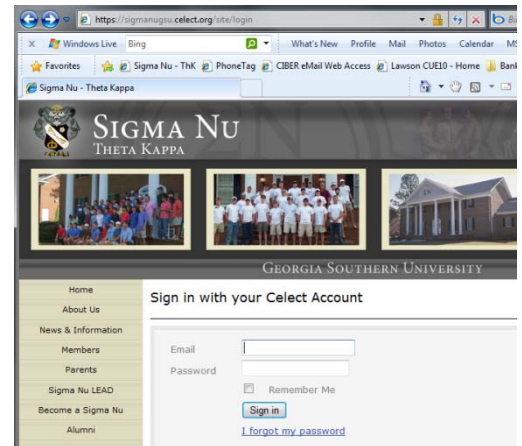 https://sigmanugsu.celect.org/site/login
x Windows Live Bing What's New Profile Mail Photos Calendar
Favorites Sigma Nu - ThK PhoneTag CIBER eMail Web Access Lawson CUE10 - Home Bank
Sigma Nu - Theta Kappa
SIGMA NU
THETA KAPPA
GEORGIA SOUTHERN UNIVERSITY
Home
About Us
News & Information
Members
Parents
Sigma Nu LEAD
Become a Sigma Nu
Alumni
Sign in with your Celect Account
Email
Password
Remember Me
Sign in
I forgot my password